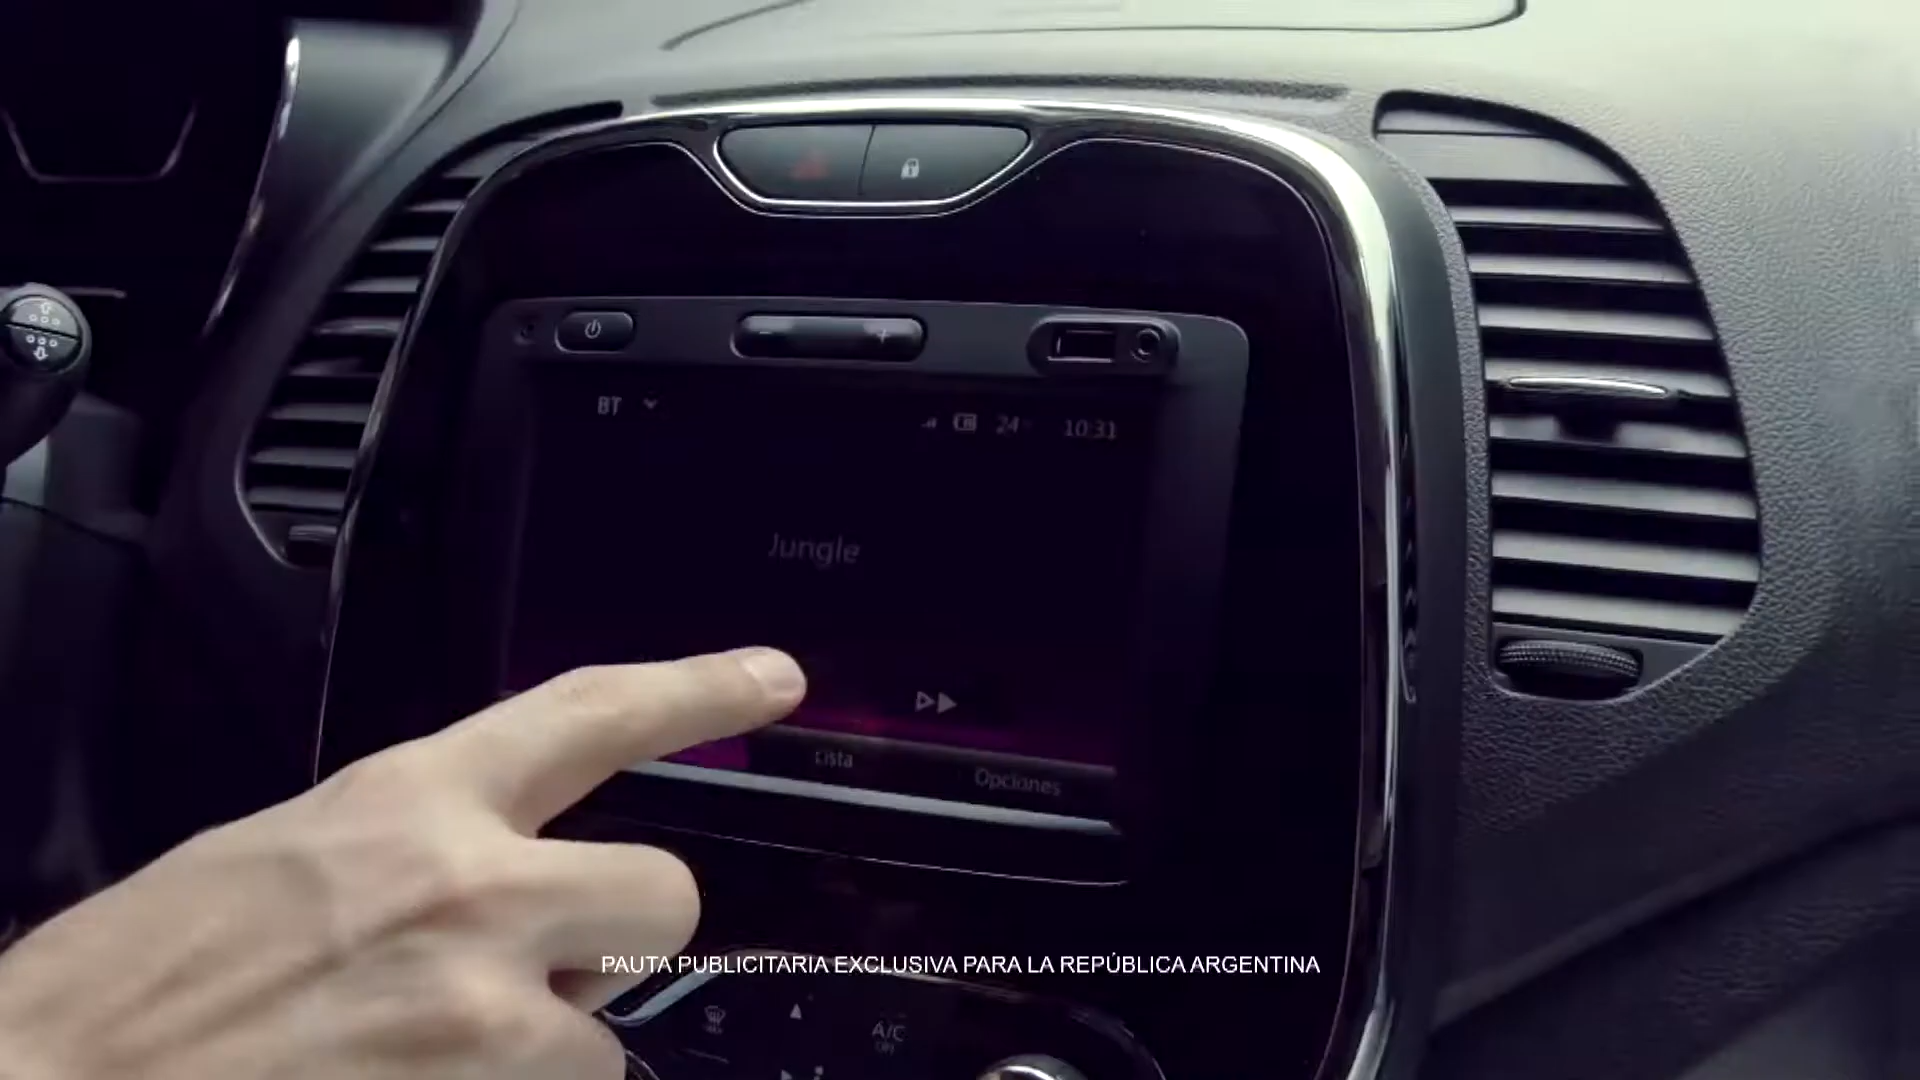 BT
24° 10:31
Jungle
Lista
Opciones
PAUTA PUBLICITARIA EXCLUSIVA PARA LA REPÚBLICA ARGENTINA
A/C